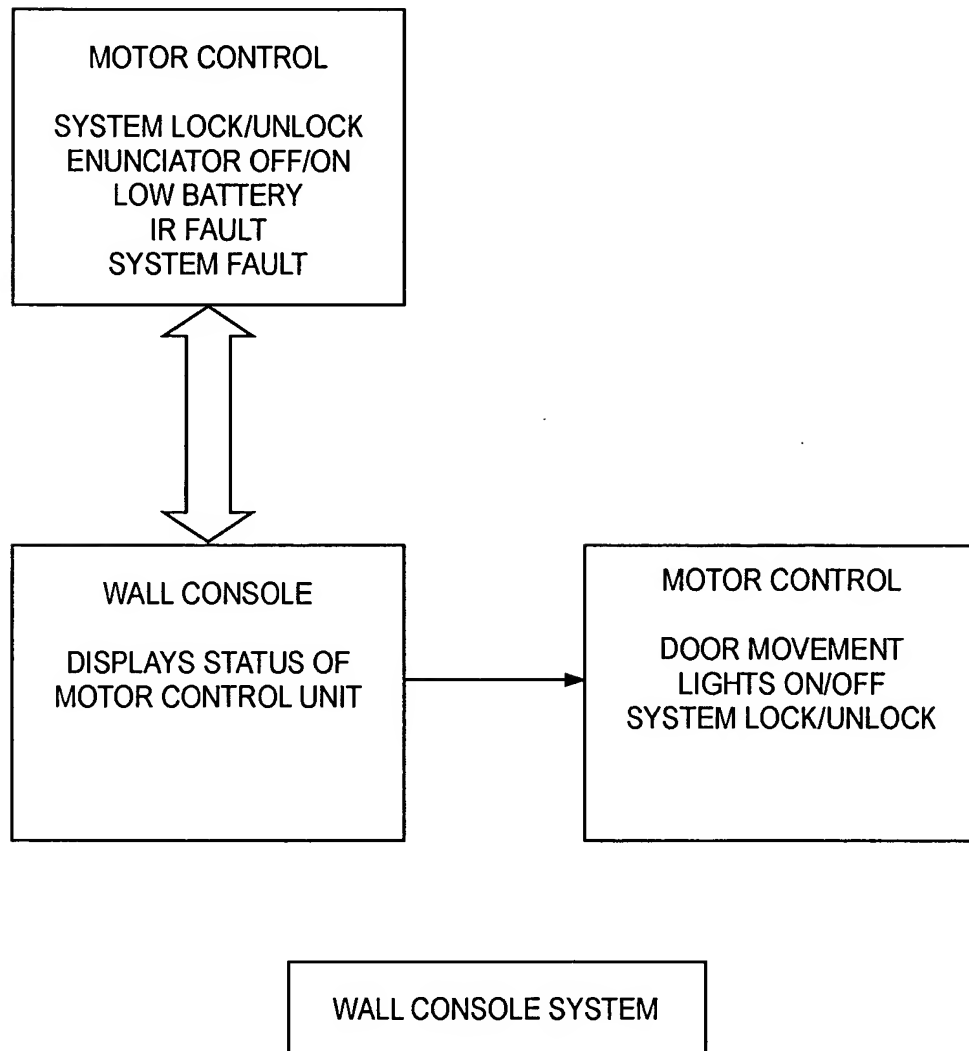 MOTOR CONTROL
SYSTEM LOCK/UNLOCK
ENUNCIATOR OFF/ON
LOW BATTERY
IR FAULT
SYSTEM FAULT
WALL CONSOLE
DISPLAYS STATUS OF
MOTOR CONTROL UNIT
MOTOR CONTROL
DOOR MOVEMENT
LIGHTS ON/OFF
SYSTEM LOCK/UNLOCK
WALL CONSOLE SYSTEM